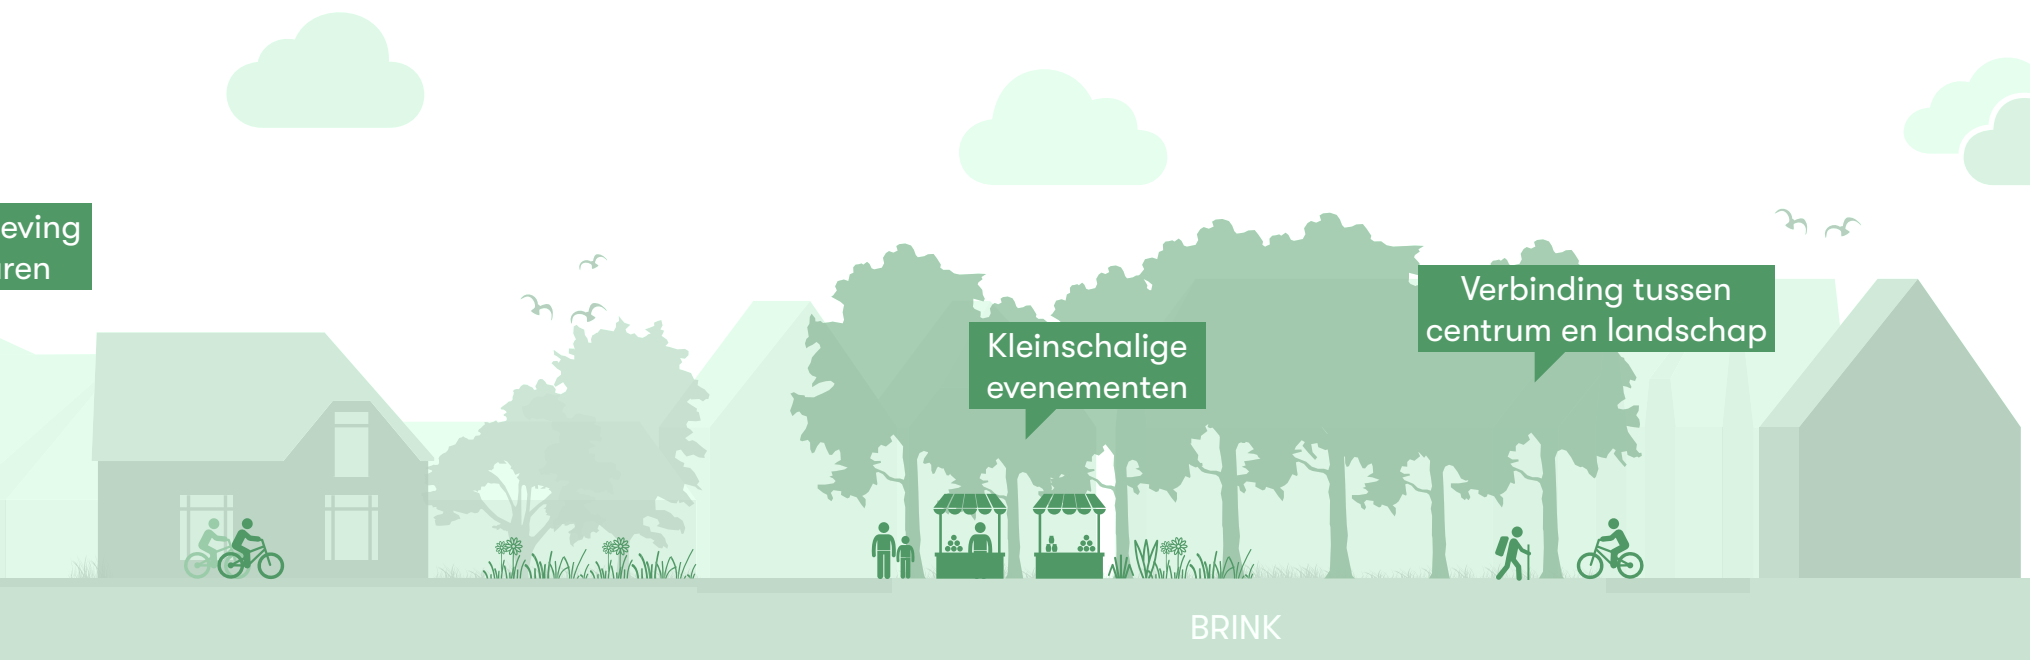 eving
ren
Kleinschalige
evenementen
Verbinding tussen
centrum en landschap
BRINK